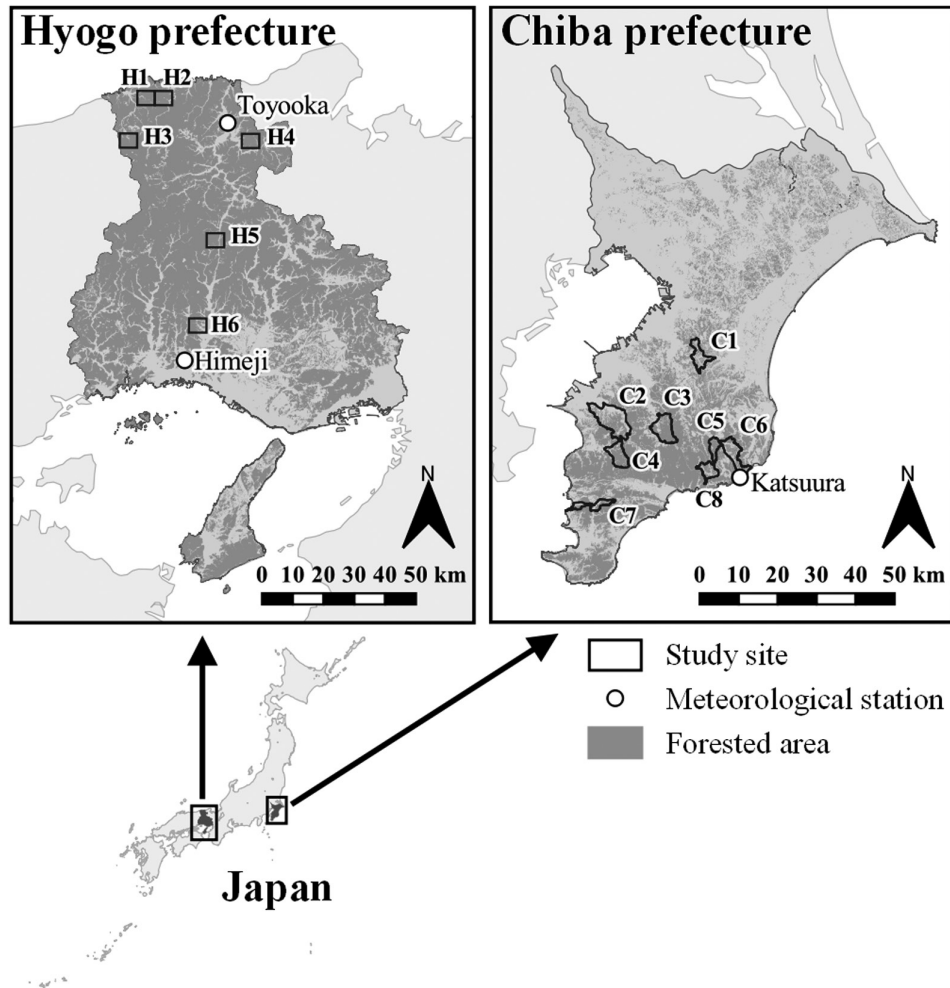 Hyogo prefecture
H1 H2
Toyooka
H3
H4
H5
H6
Himeji
N
0 10 20 30 40 50 km
Chiba prefecture
C1
C2 C3
C5 C6
C4
Katsuura
C8
C7
N
0 10 20 30 40 50 km
Study site
Meteorological station
Forested area
Japan